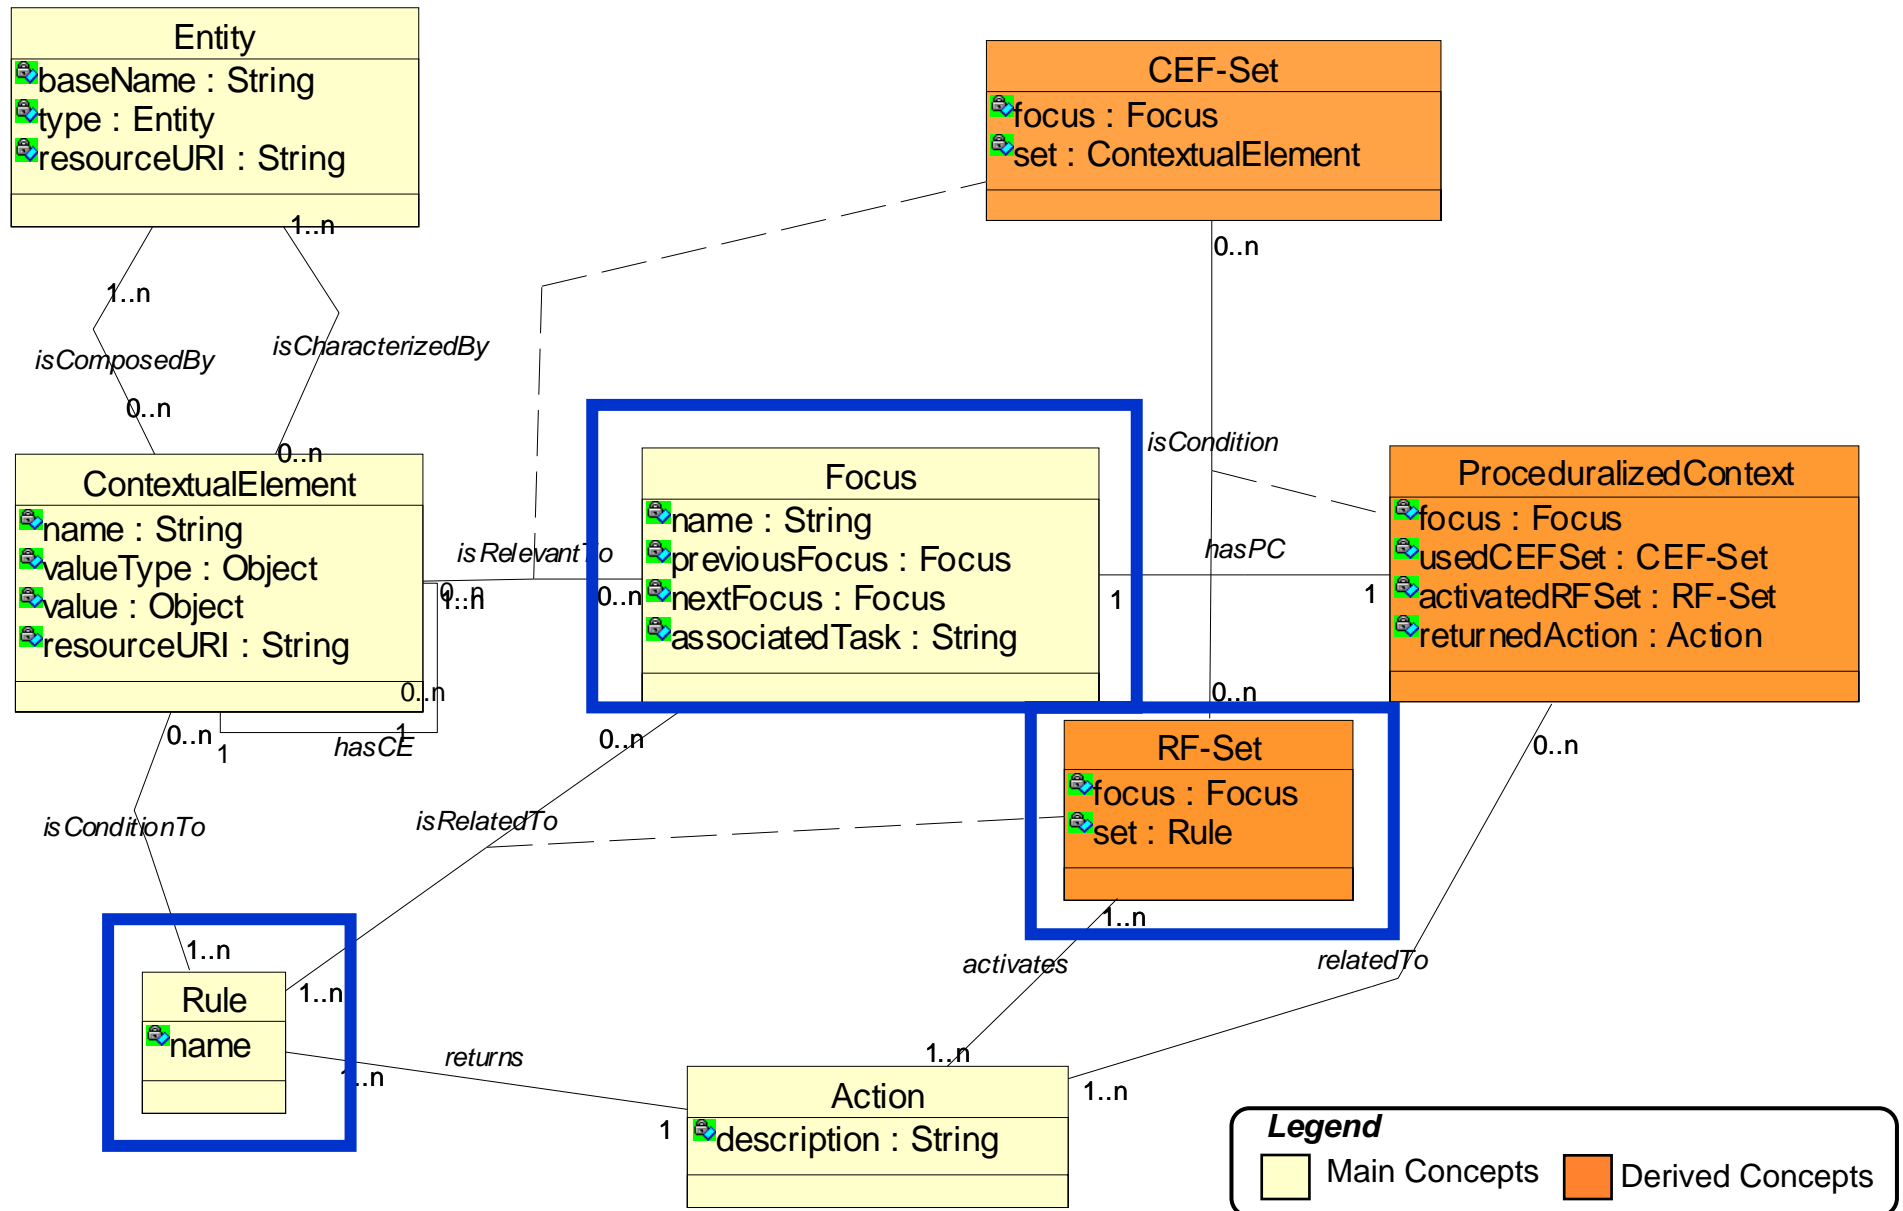 Entity
baseName : String
type : Entity
resourceURI : String
1..n
1..n
isComposedBy
isCharacterizedBy
0..n
0..n
CEF-Set
focus : Focus
set : ContextualElement
0..n
isCondition
ContextualElement
name : String
valueType : Object
value : Object
resourceURI : String
isRelevantTo
0..n
1..n
0..n
0..n
1
1
hasCE
0..n
Focus
name : String
previousFocus : Focus
nextFocus : Focus
associatedTask : String
hasPC
1
1
ProceduralizedContext
focus : Focus
usedCEFSet : CEF-Set
activatedRFSet : RF-Set
returnedAction : Action
0..n
0..n
0..n
RF-Set
focus : Focus
set : Rule
1..n
isConditionTo
isRelatedTo
activates
relatedTo
1..n
1..n
Rule
name
1..n
returns
1
1..n
1..n
Action
description : String
Legend
Main Concepts
Derived Concepts